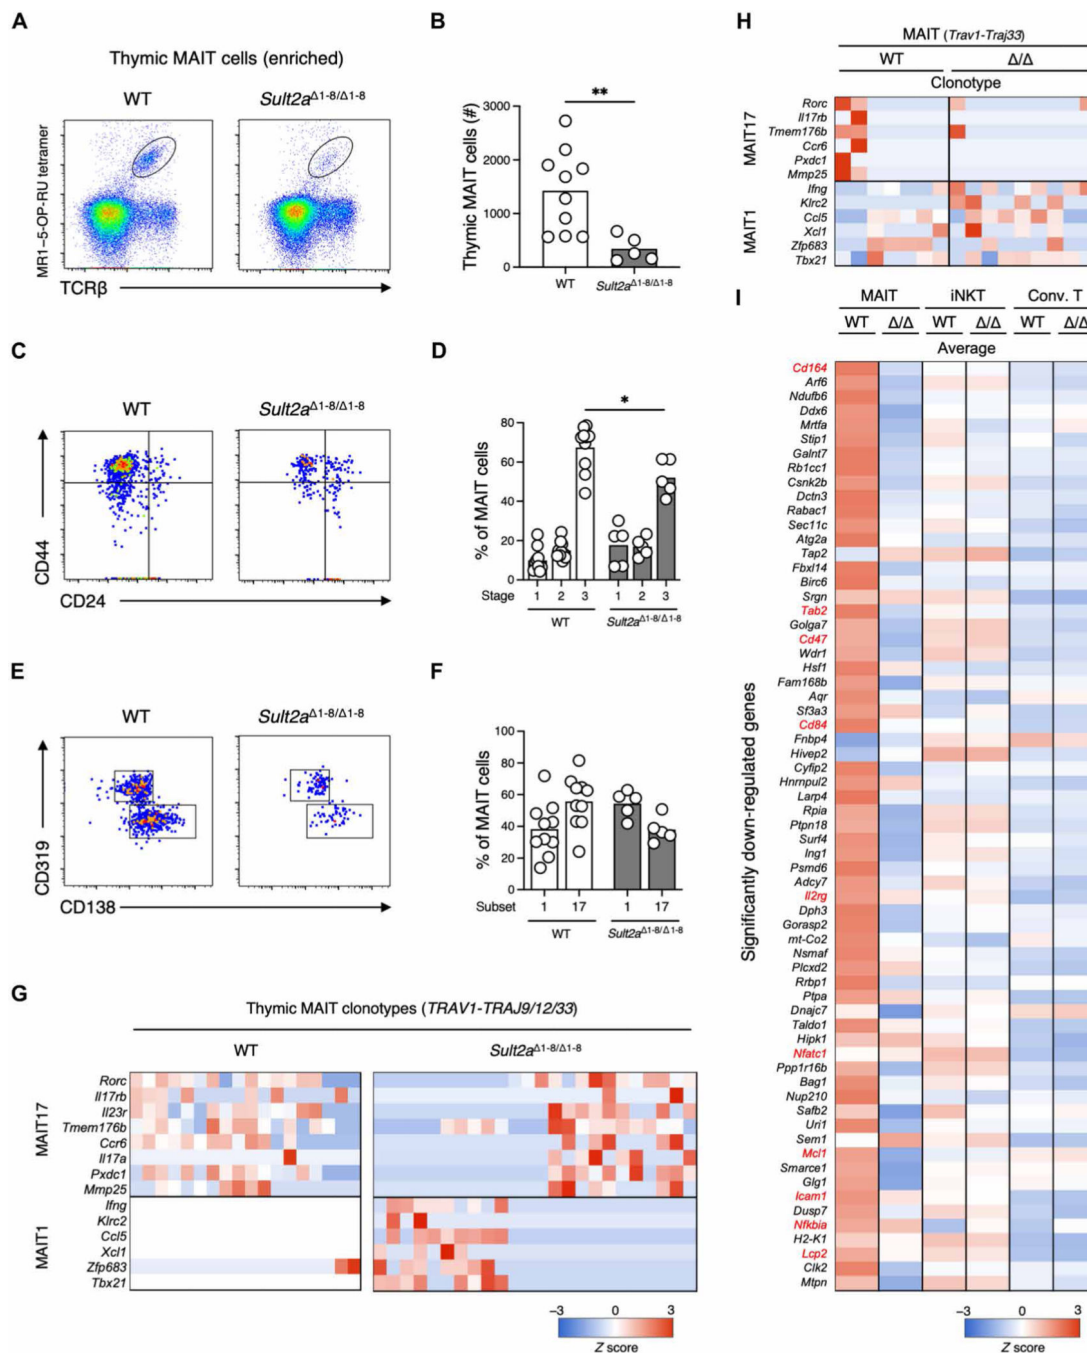 A
Thymic MAIT cells (enriched)
WT
Sult2aΔ1-8/Δ1-8
MR1–5-OP-RU tetramer
TCRβ
B
**
Thymic MAIT cells (#)
3000
2000
1000
0
WT
Sult2aΔ1-8/Δ1-8
C
WT
Sult2aΔ1-8/Δ1-8
CD44
CD24
D
*
% of MAIT cells
80
60
40
20
0
Stage
1 2 3 1 2 3
WT
Sult2aΔ1-8/Δ1-8
E
WT
Sult2aΔ1-8/Δ1-8
CD319
CD138
F
% of MAIT cells
100
80
60
40
20
0
Subset
1 17 1 17
WT
Sult2aΔ1-8/Δ1-8
G
Thymic MAIT clonotypes (TRAV1-TRAJ9/12/33)
WT
Sult2aΔ1-8/Δ1-8
MAIT17
Rorc
Il17rb
Il23r
Tmem176b
Ccr6
Il17a
Pxdc1
Mmp25
MAIT1
Ifng
Klrc2
Ccl5
Xcl1
Zfp683
Tbx21
−3 0 3
Z score
H
MAIT (Trav1-Traj33)
WT
Δ/Δ
Clonotype
MAIT17
Rorc
Il17rb
Tmem176b
Ccr6
Pxdc1
Mmp25
MAIT1
Ifng
Klrc2
Ccl5
Xcl1
Zfp683
Tbx21
I
MAIT iNKT Conv. T
WT Δ/Δ WT Δ/Δ WT Δ/Δ
Average
Significantly down-regulated genes
Cd164
Arf6
Ndufb6
Ddx6
Mrtfa
Stip1
Galnt7
Rb1cc1
Csnk2b
Dctn3
Rabac1
Sec11c
Atg2a
Tap2
Fbxl14
Birc6
Srgn
Tab2
Golga7
Cd47
Wdr1
Hsf1
Fam168b
Aqr
Sf3a3
Cd84
Fnbp4
Hivep2
Cyfip2
Hnrnpul2
Larp4
Rpia
Ptpn18
Surf4
Ing1
Psmd6
Adcy7
Il2rg
Dph3
Gorasp2
mt-Co2
Nsmaf
Plcxd2
Rrbp1
Ptpa
Dnajc7
Taldo1
Hipk1
Nfatc1
Ppp1r16b
Bag1
Nup210
Safb2
Uri1
Sem1
Mcl1
Smarce1
Glg1
Icam1
Dusp7
Nfkbia
H2-K1
Lcp2
Clk2
Mtpn
−3 0 3
Z score